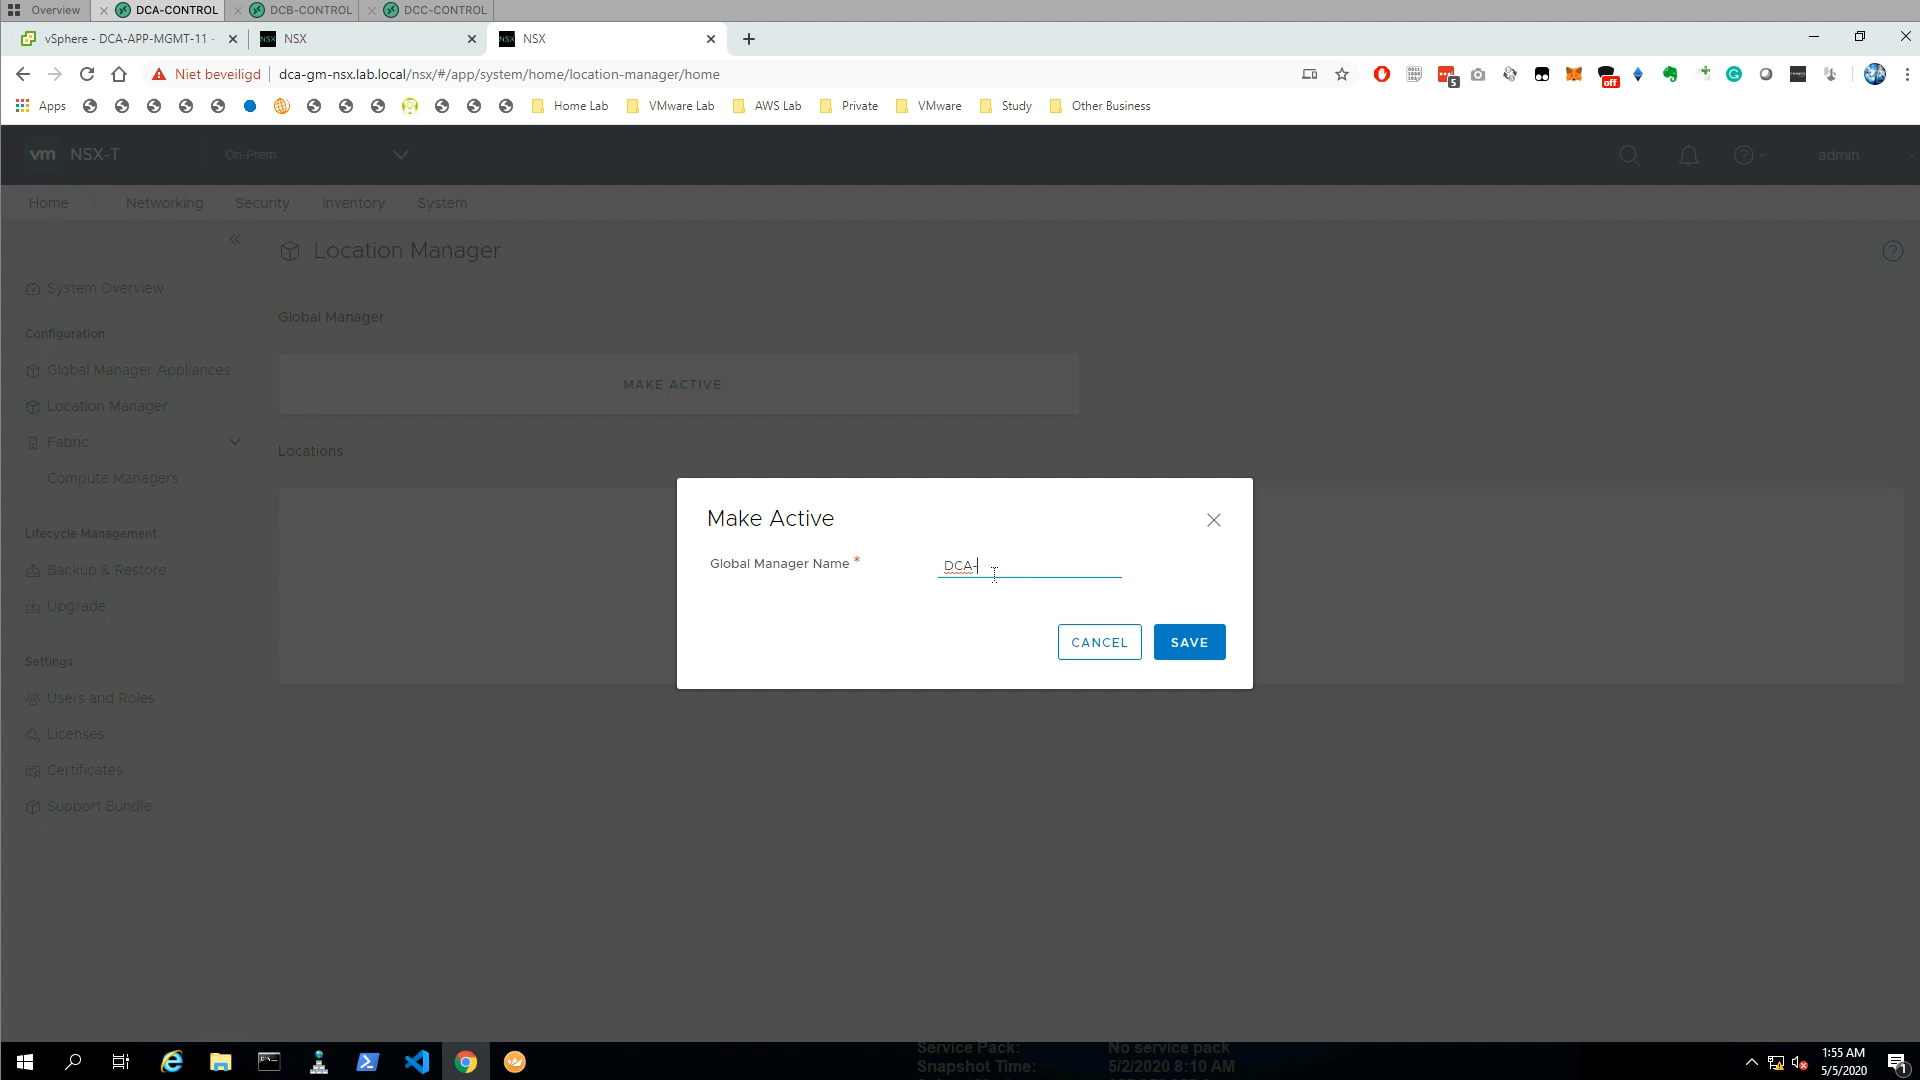 Overview DCA-CONTROL DCB-CONTROL DCC-CONTROL
vSphere - DCA-APP-MGMT-11 - NSX NSX
Niet beveiligd dca-gm-nsx.lab.local/nsx/#/app/system/home/location-manager/home
5
off
Apps Home Lab VMware Lab AWS Lab Private VMware Study Other Business
vm NSX-T On-Prem admin
Home Networking Security Inventory System
Location Manager
System Overview
Global Manager
Configuration
Global Manager Appliances
MAKE ACTIVE
Location Manager
Fabric
Locations
Compute Managers
Make Active
Lifecycle Management
Global Manager Name * DCA-
Backup & Restore
Upgrade
CANCEL SAVE
Settings
Users and Roles
Licenses
Certificates
Support Bundle
Service Pack: No service pack
Snapshot Time: 5/2/2020 8:10 AM
1:55 AM
5/5/2020
1